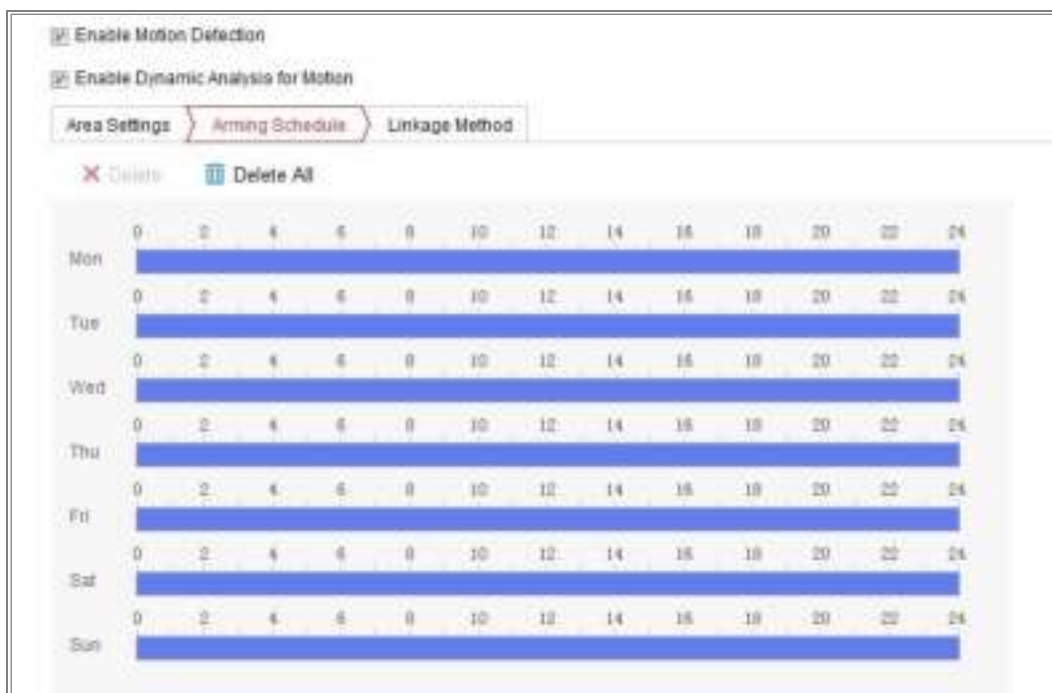 Enable Motion Detection
Enable Dynamic Analysis for Motion
Area Settings Arming Schedule Linkage Method
Delete Delete All
0 2 4 6 8 10 12 14 16 18 20 22 24
Mon
0 2 4 6 8 10 12 14 16 18 20 22 24
Tue
0 2 4 6 8 10 12 14 16 18 20 22 24
Wed
0 2 4 6 8 10 12 14 16 18 20 22 24
Thu
0 2 4 6 8 10 12 14 16 18 20 22 24
Fri
0 2 4 6 8 10 12 14 16 18 20 22 24
Sat
0 2 4 6 8 10 12 14 16 18 20 22 24
Sun